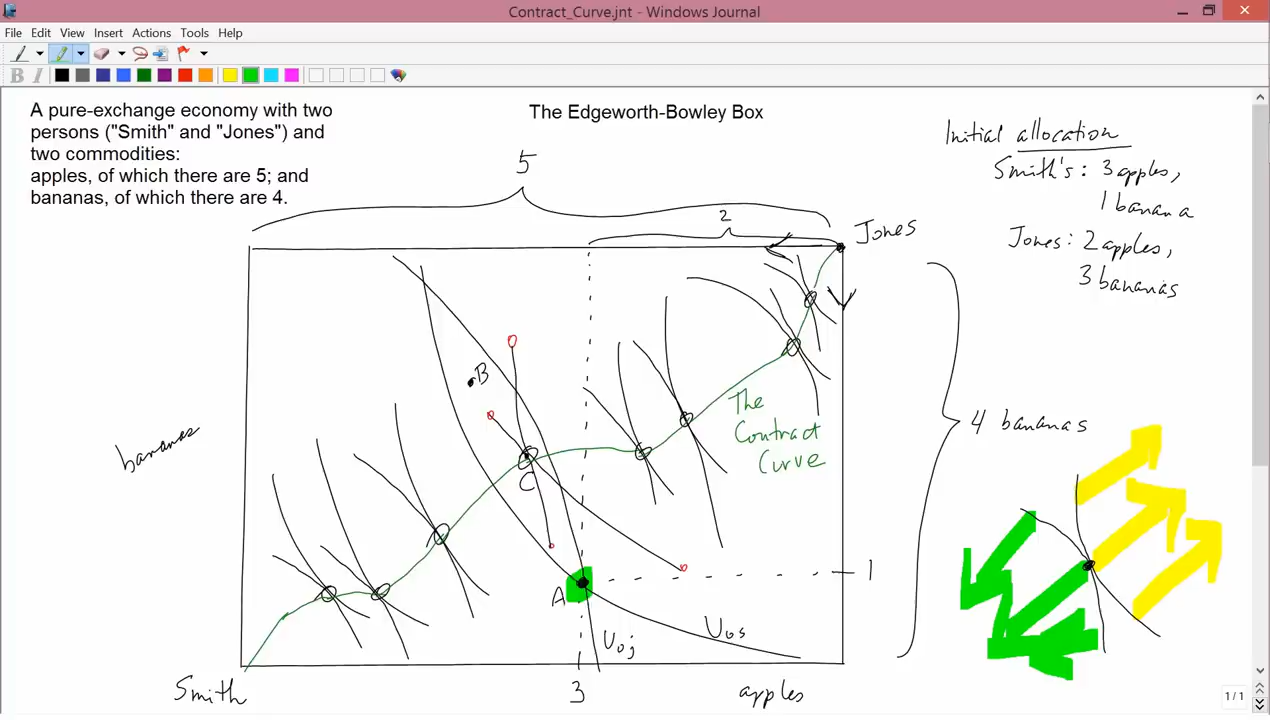 Contract_Curve.jnt - Windows Journal
File Edit View Insert Actions Tools Help
B I
A pure-exchange economy with two
persons ("Smith" and "Jones") and
two commodities:
apples, of which there are 5; and
bananas, of which there are 4.
The Edgeworth-Bowley Box
Initial allocation
Smith's: 3 apples,
1 banana
Jones: 2 apples,
3 bananas
5
2
Jones
B
The
Contract
Curve
4 bananas
bananas
C
A
1
Uoj
Uos
Smith
3
apples
1 / 1